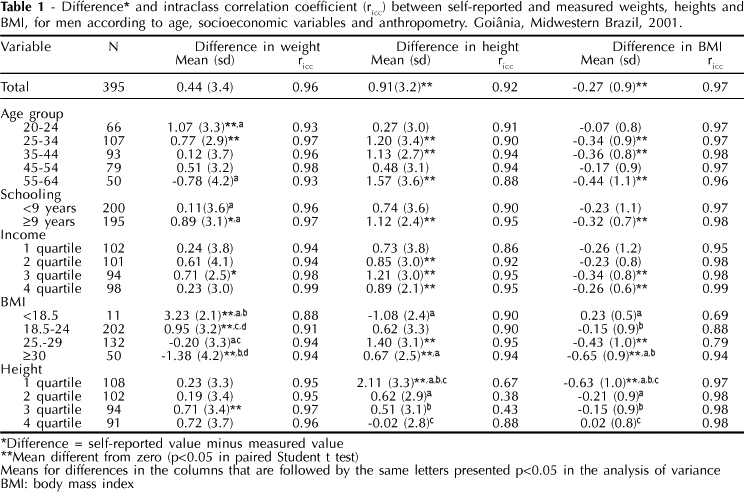 Table 1 - Difference* and intraclass correlation coefficient (ricc) between self-reported and measured weights, heights and
BMI, for men according to age, socioeconomic variables and anthropometry. Goiânia, Midwestern Brazil, 2001.
Variable N Difference in weight Difference in height Difference in BMI
Mean (sd) ricc Mean (sd) ricc Mean (sd) ricc
Total 395 0.44 (3.4) 0.96 0.91(3.2)** 0.92 -0.27 (0.9)** 0.97
Age group
20-24 66 1.07 (3.3)**,a 0.93 0.27 (3.0) 0.91 -0.07 (0.8) 0.97
25-34 107 0.77 (2.9)** 0.97 1.20 (3.4)** 0.90 -0.34 (0.9)** 0.97
35-44 93 0.12 (3.7) 0.96 1.13 (2.7)** 0.94 -0.36 (0.8)** 0.98
45-54 79 0.51 (3.2) 0.98 0.48 (3.1) 0.94 -0.17 (0.9) 0.97
55-64 50 -0.78 (4.2)a 0.93 1.57 (3.6)** 0.88 -0.44 (1.1)** 0.96
Schooling
<9 years 200 0.11(3.6)a 0.96 0.74 (3.6) 0.90 -0.23 (1.1) 0.97
≥9 years 195 0.89 (3.1)*,a 0.97 1.12 (2.4)** 0.95 -0.32 (0.7)** 0.98
Income
1 quartile 102 0.24 (3.8) 0.94 0.73 (3.8) 0.86 -0.26 (1.2) 0.95
2 quartile 101 0.61 (4.1) 0.94 0.85 (3.0)** 0.92 -0.23 (0.8) 0.98
3 quartile 94 0.71 (2.5)* 0.98 1.21 (3.0)** 0.95 -0.34 (0.8)** 0.98
4 quartile 98 0.23 (3.0) 0.99 0.89 (2.1)** 0.95 -0.26 (0.6)** 0.99
BMI
<18.5 11 3.23 (2.1)**,a,b 0.88 -1.08 (2.4)a 0.90 0.23 (0.5)a 0.69
18.5-24 202 0.95 (3.2)**,c,d 0.91 0.62 (3.3) 0.90 -0.15 (0.9)b 0.88
25.-29 132 -0.20 (3.3)a,c 0.94 1.40 (3.1)** 0.95 -0.43 (1.0)** 0.79
≥30 50 -1.38 (4.2)**,b,d 0.94 0.67 (2.5)**,a 0.94 -0.65 (0.9)**,a,b 0.94
Height
1 quartile 108 0.23 (3.3) 0.95 2.11 (3.3)**,a,b,c 0.67 -0.63 (1.0)**,a,b,c 0.97
2 quartile 102 0.19 (3.4) 0.95 0.62 (2.9)a 0.38 -0.21 (0.9)a 0.98
3 quartile 94 0.71 (3.4)** 0.97 0.51 (3.1)b 0.43 -0.15 (0.9)b 0.98
4 quartile 91 0.72 (3.7) 0.96 -0.02 (2.8)c 0.88 0.02 (0.8)c 0.98
*Difference = self-reported value minus measured value
**Mean different from zero (p<0.05 in paired Student t test)
Means for differences in the columns that are followed by the same letters presented p<0.05 in the analysis of variance
BMI: body mass index